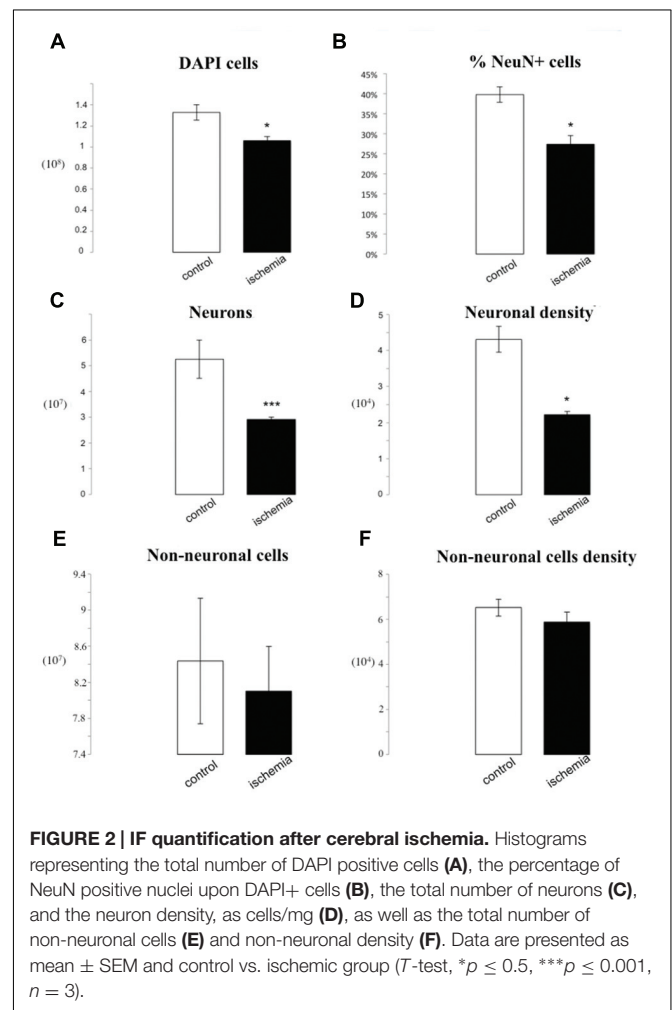 A
DAPI cells
1.4
1.2
1
(10⁸)
0.8
0.6
0.4
0.2
0
control
ischemia
*
B
% NeuN+ cells
45%
40%
35%
30%
25%
20%
15%
10%
5%
0%
control
ischemia
*
C
Neurons
6
5
4
(10⁷)
3
2
1
0
control
ischemia
***
D
Neuronal density
5
4
3
(10⁴)
2
1
0
control
ischemia
*
E
Non-neuronal cells
9.4
9
8.6
(10⁷)
8.2
7.8
7.4
control
ischemia
F
Non-neuronal cells density
8
6
(10⁴)
4
2
0
control
ischemia
FIGURE 2 | IF quantification after cerebral ischemia. Histograms
representing the total number of DAPI positive cells (A), the percentage of
NeuN positive nuclei upon DAPI+ cells (B), the total number of neurons (C),
and the neuron density, as cells/mg (D), as well as the total number of
non-neuronal cells (E) and non-neuronal density (F). Data are presented as
mean ± SEM and control vs. ischemic group (T-test, *p ≤ 0.5, ***p ≤ 0.001,
n = 3).